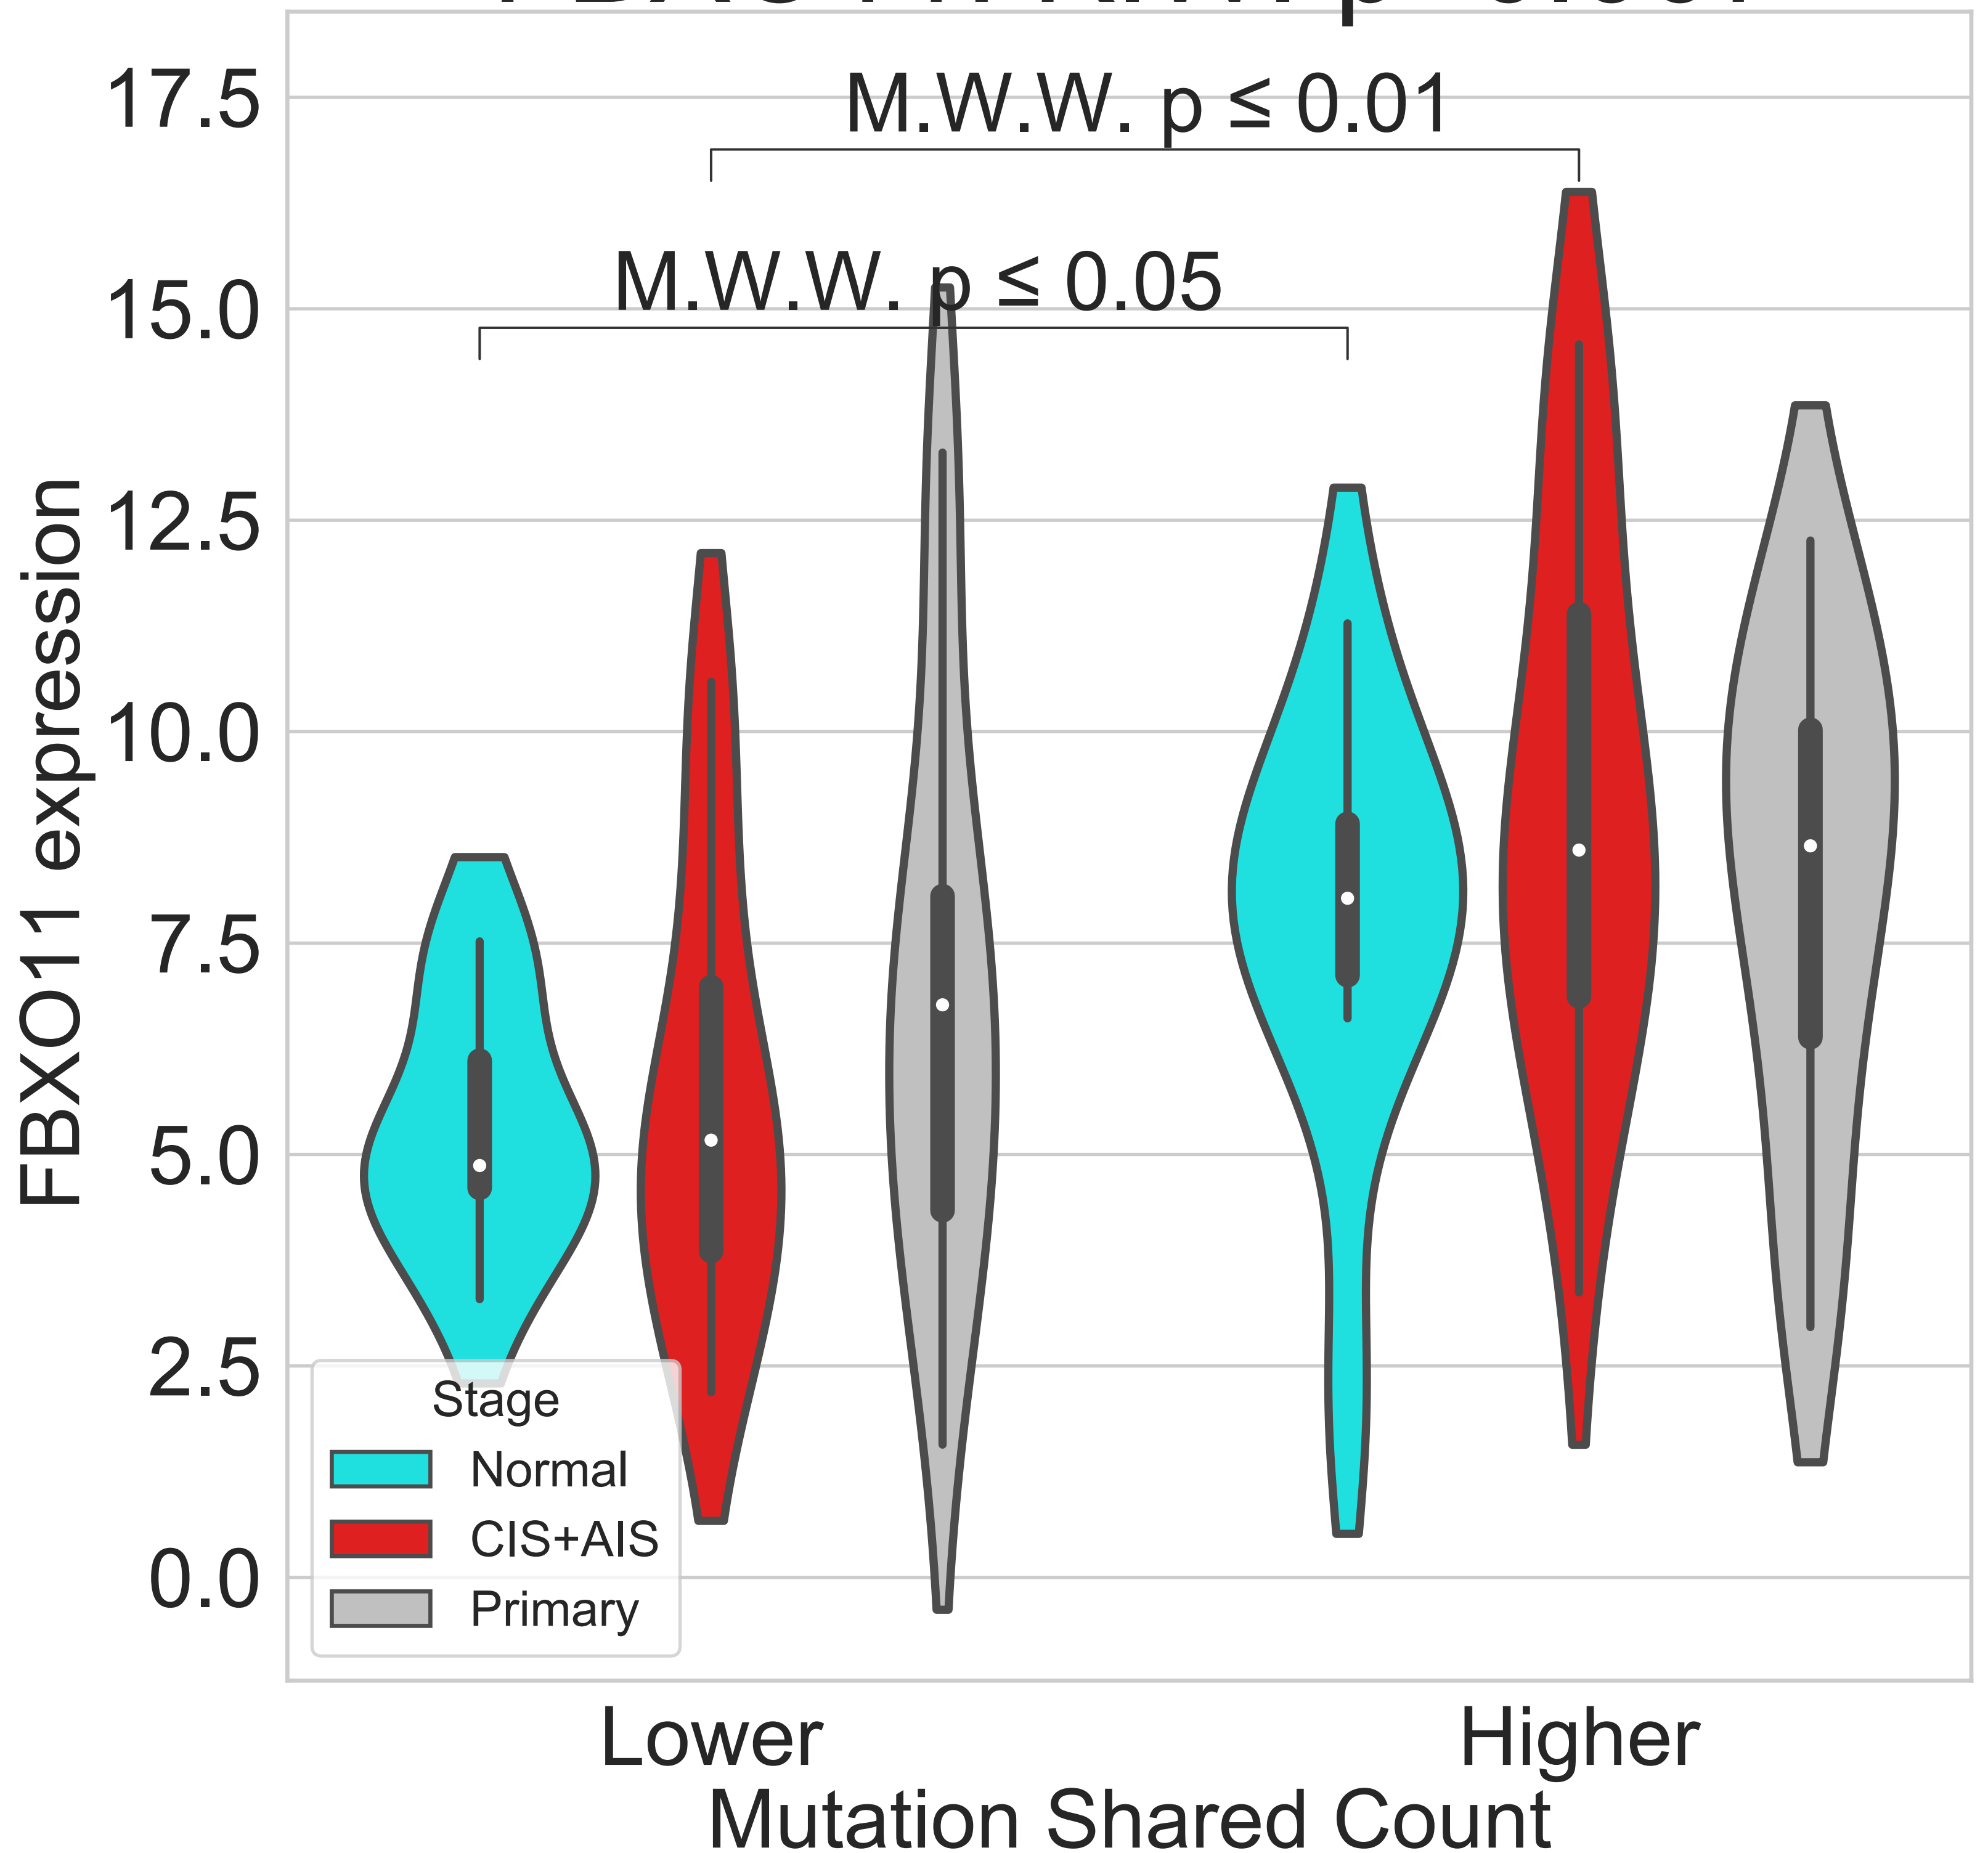 17.5
15.0
12.5
10.0
7.5
5.0
2.5
0.0
FBXO11 expression
M.W.W. p ≤ 0.01
M.W.W. p ≤ 0.05
Stage
Normal
CIS+AIS
Primary
Lower
Higher
Mutation Shared Count